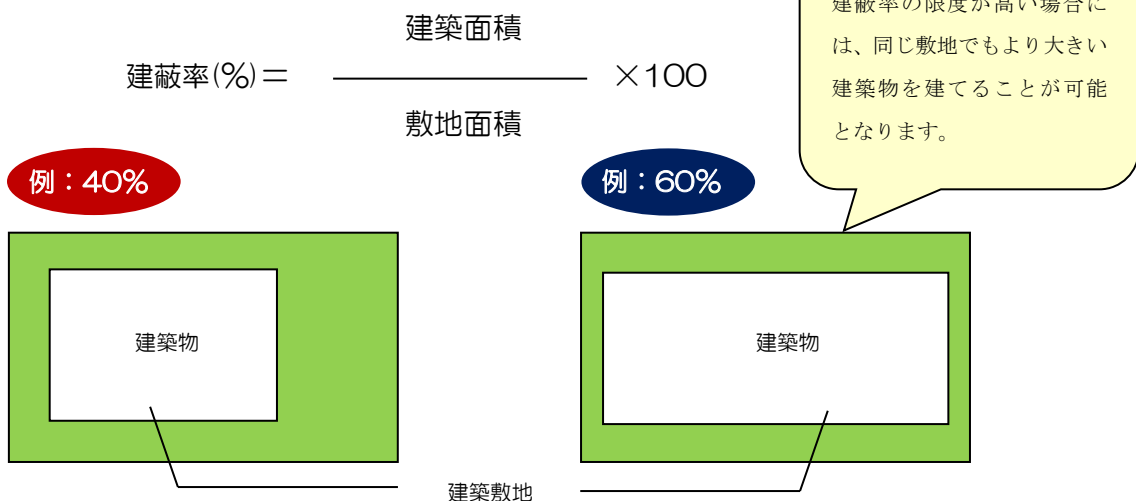 建築面積
建蔽率(%)＝ ×100
敷地面積
建蔽率の限度が高い場合に
は、同じ敷地でもより大きい
建築物を建てることが可能
となります。
例：40%
例：60%
建築物
建築物
建築敷地